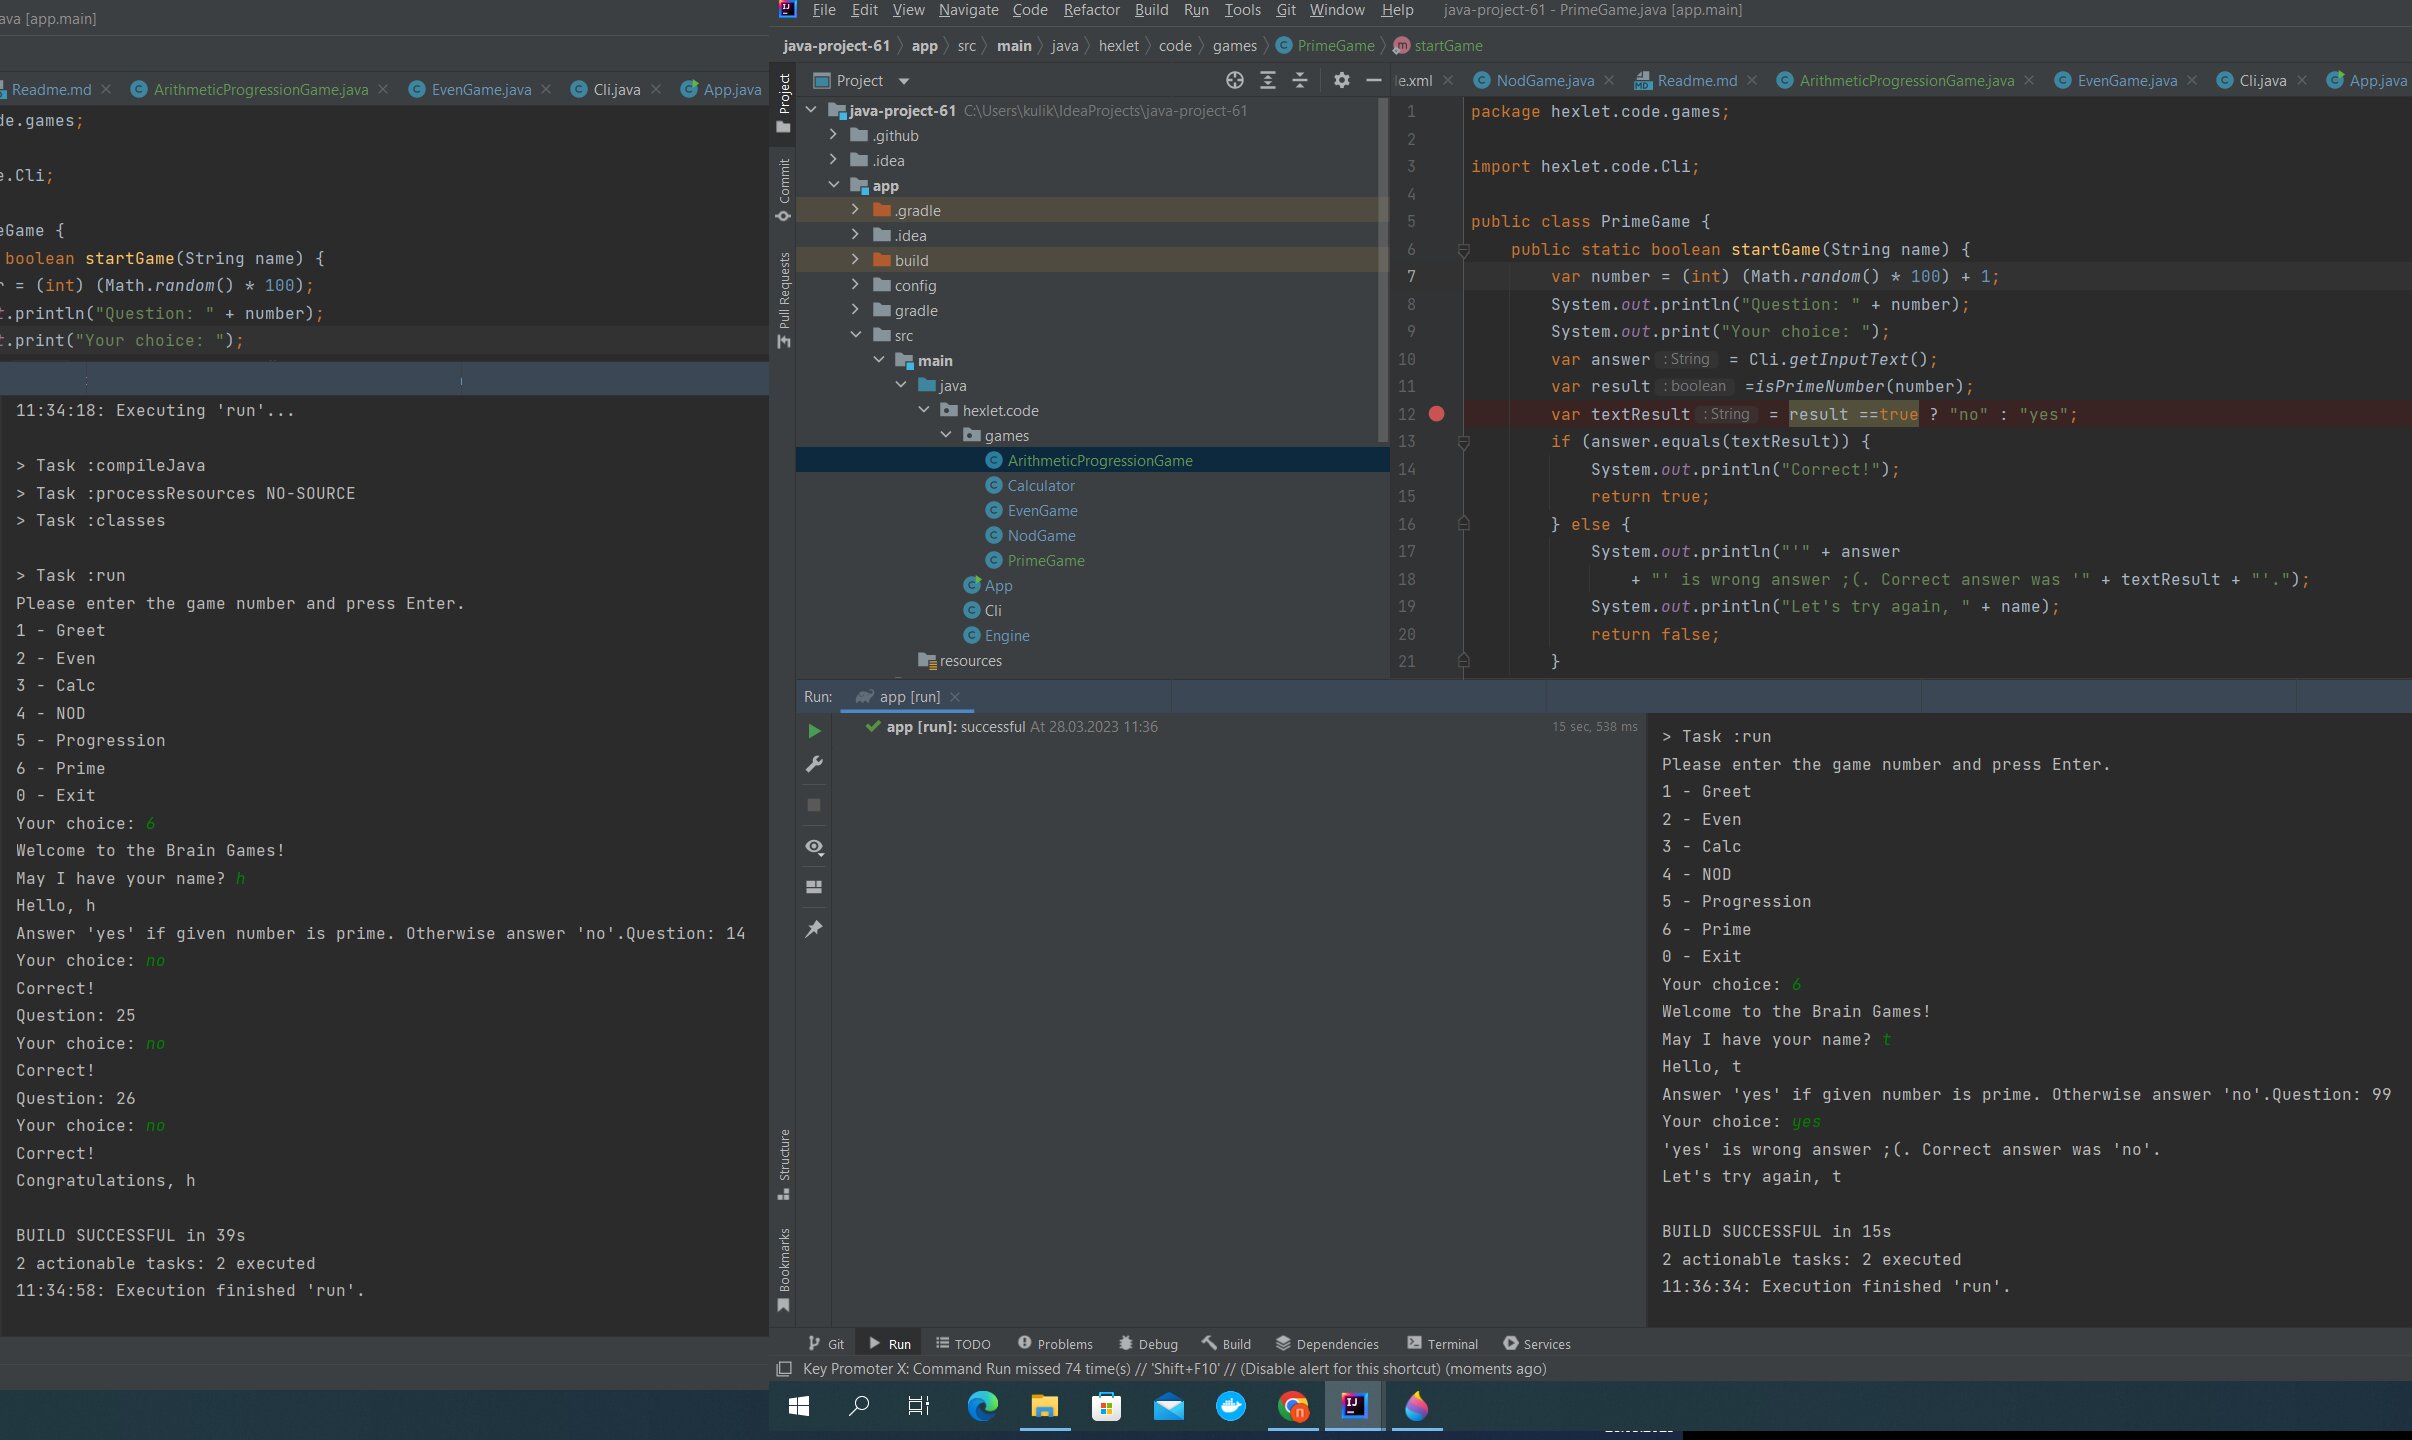 ava [app.main]
Readme.md
ArithmeticProgressionGame.java
EvenGame.java
Cli.java
App.java
de.games;
e.Cli;
eGame {
boolean startGame(String name) {
r = (int) (Math.random() * 100);
t.println("Question: " + number);
t.print("Your choice: ");
11:34:18: Executing 'run'...
> Task :compileJava
> Task :processResources NO-SOURCE
> Task :classes
> Task :run
Please enter the game number and press Enter.
1 - Greet
2 - Even
3 - Calc
4 - NOD
5 - Progression
6 - Prime
0 - Exit
Your choice: 6
Welcome to the Brain Games!
May I have your name? h
Hello, h
Answer 'yes' if given number is prime. Otherwise answer 'no'.Question: 14
Your choice: no
Correct!
Question: 25
Your choice: no
Correct!
Question: 26
Your choice: no
Correct!
Congratulations, h
BUILD SUCCESSFUL in 39s
2 actionable tasks: 2 executed
11:34:58: Execution finished 'run'.
File Edit View Navigate Code Refactor Build Run Tools Git Window Help java-project-61 - PrimeGame.java [app.main]
java-project-61 app src main java hexlet code games PrimeGame startGame
Project
Commit
Pull Requests
Structure
Bookmarks
Project
java-project-61 C:\Users\kulik\IdeaProjects\java-project-61
.github
.idea
app
.gradle
.idea
build
config
gradle
src
main
java
hexlet.code
games
ArithmeticProgressionGame
Calculator
EvenGame
NodGame
PrimeGame
App
Cli
Engine
resources
le.xml NodGame.java Readme.md ArithmeticProgressionGame.java EvenGame.java Cli.java App.java
1 package hexlet.code.games;
2
3 import hexlet.code.Cli;
4
5 public class PrimeGame {
6 public static boolean startGame(String name) {
7 var number = (int) (Math.random() * 100) + 1;
8 System.out.println("Question: " + number);
9 System.out.print("Your choice: ");
10 var answer : String = Cli.getInputText();
11 var result : boolean =isPrimeNumber(number);
12 var textResult : String = result ==true ? "no" : "yes";
13 if (answer.equals(textResult)) {
14 System.out.println("Correct!");
15 return true;
16 } else {
17 System.out.println("'" + answer
18 + "' is wrong answer ;(. Correct answer was '" + textResult + "'.");
19 System.out.println("Let's try again, " + name);
20 return false;
21 }
Run: app [run]
app [run]: successful At 28.03.2023 11:36 15 sec, 538 ms
> Task :run
Please enter the game number and press Enter.
1 - Greet
2 - Even
3 - Calc
4 - NOD
5 - Progression
6 - Prime
0 - Exit
Your choice: 6
Welcome to the Brain Games!
May I have your name? t
Hello, t
Answer 'yes' if given number is prime. Otherwise answer 'no'.Question: 99
Your choice: yes
'yes' is wrong answer ;(. Correct answer was 'no'.
Let's try again, t
BUILD SUCCESSFUL in 15s
2 actionable tasks: 2 executed
11:36:34: Execution finished 'run'.
Git Run TODO Problems Debug Build Dependencies Terminal Services
Key Promoter X: Command Run missed 74 time(s) // 'Shift+F10' // (Disable alert for this shortcut) (moments ago)